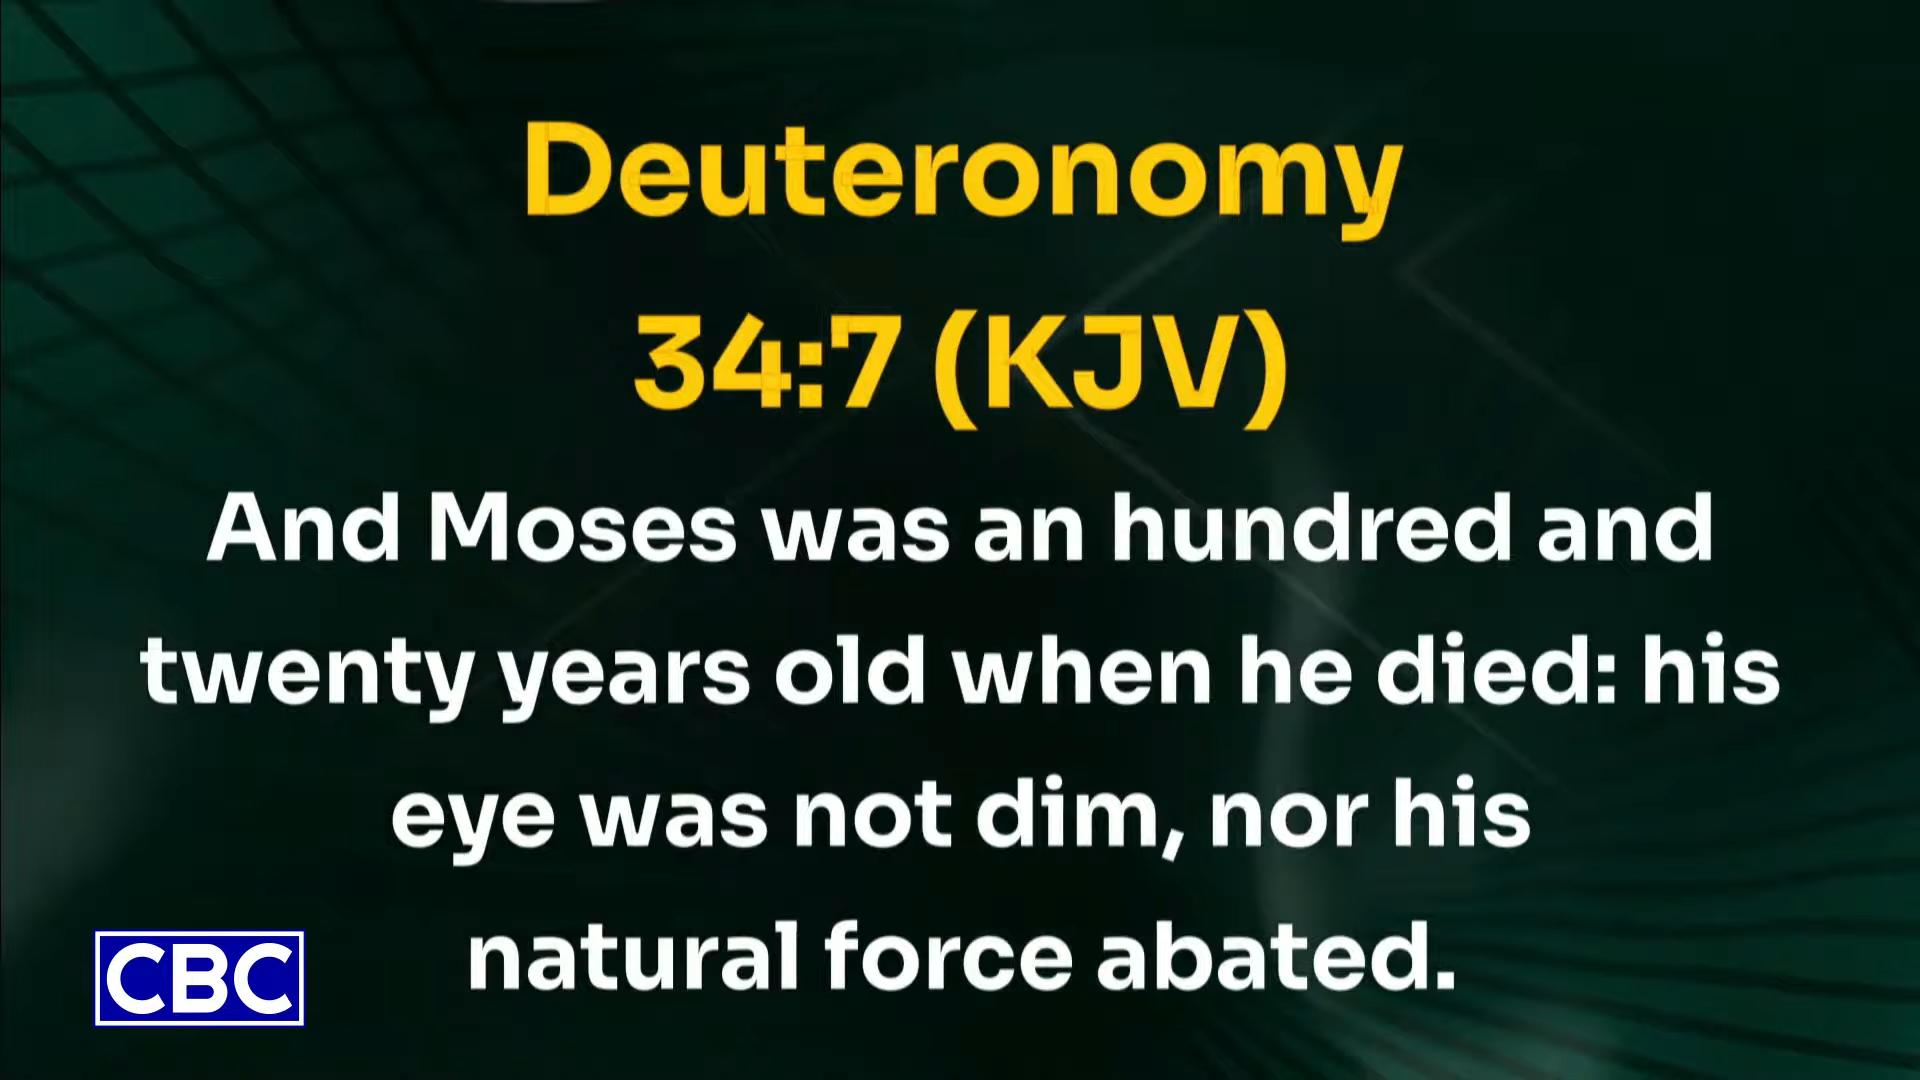 Deuteronomy
34:7 (KJV)
And Moses was an hundred and
twenty years old when he died: his
eye was not dim, nor his
natural force abated.
CBC